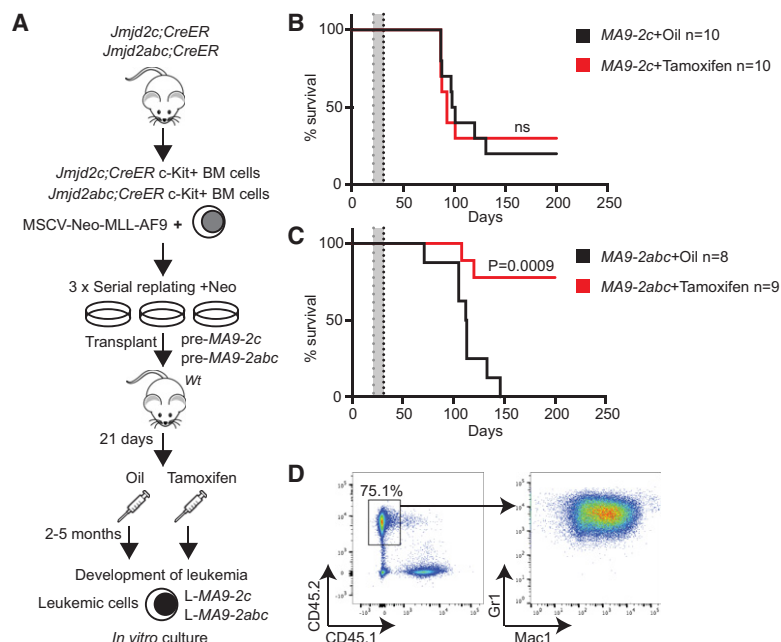 A
Jmjd2c;CreER
Jmjd2abc;CreER
Jmjd2c;CreER c-Kit+ BM cells
Jmjd2abc;CreER c-Kit+ BM cells
MSCV-Neo-MLL-AF9 +
3 x Serial replating +Neo
Transplant
pre-MA9-2c
pre-MA9-2abc
Wt
21 days
Oil Tamoxifen
2-5 months
Development of leukemia
Leukemic cells
L-MA9-2c
L-MA9-2abc
In vitro culture
B
% survival
100
50
0
0 50 100 150 200 250
Days
ns
MA9-2c+Oil n=10
MA9-2c+Tamoxifen n=10
C
% survival
100
50
0
0 50 100 150 200 250
Days
P=0.0009
MA9-2abc+Oil n=8
MA9-2abc+Tamoxifen n=9
D
75.1%
CD45.2
CD45.1
Gr1
Mac1